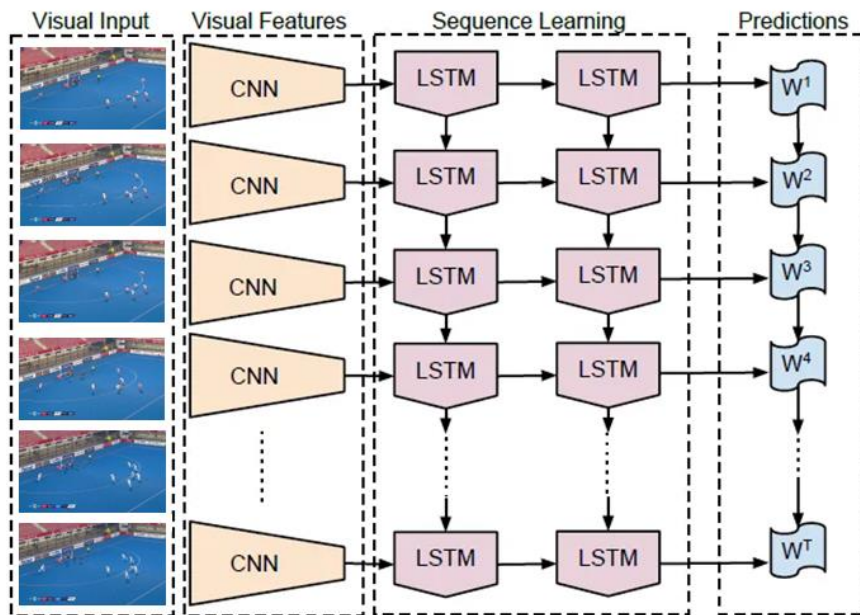 Visual Input Visual Features Sequence Learning Predictions
CNN LSTM LSTM W¹
CNN LSTM LSTM W²
CNN LSTM LSTM W³
CNN LSTM LSTM W⁴
CNN LSTM LSTM Wᵀ